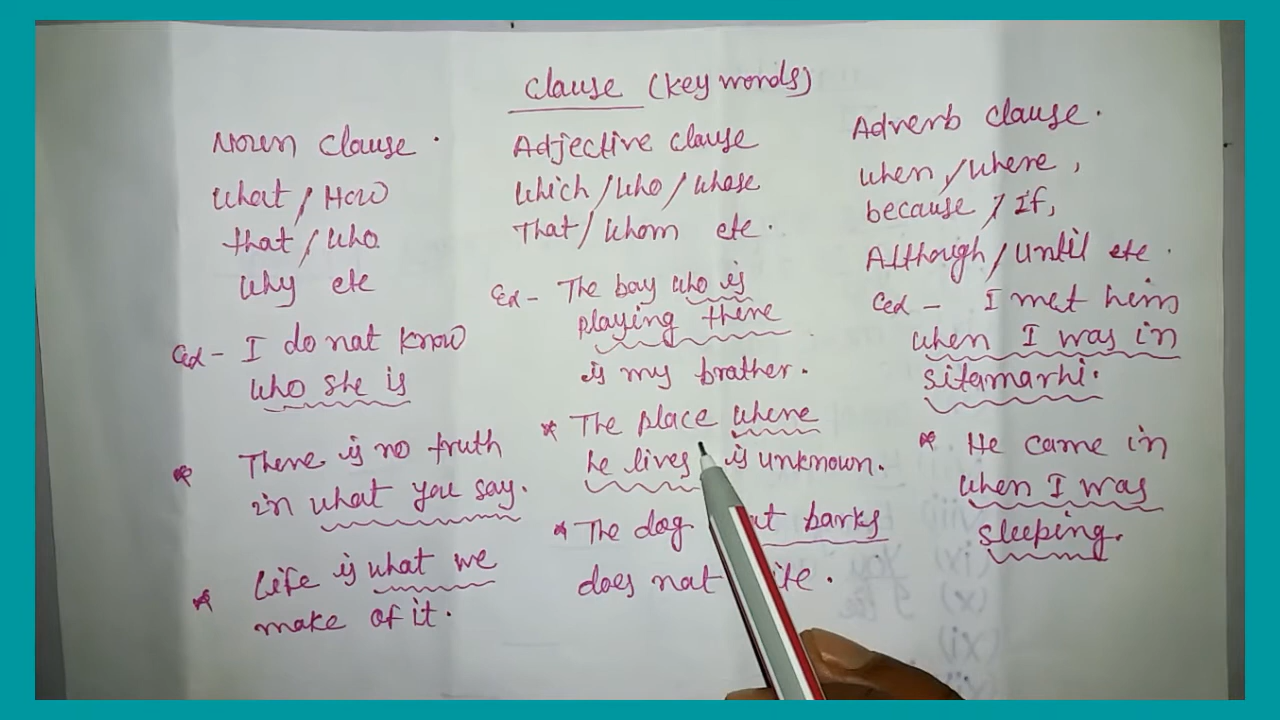 Clause (Key words)
Noun Clause.
What / How
that / Who
Why etc
Ex - I do not know
who she is
* There is no truth
in what you say.
* Life is what we
make of it.
Adjective clause
Which / Who / Whose
That / Whom etc.
Ex - The boy who is
playing there
is my brother.
* The place where
he lives is unknown.
* The dog barks
does not
Adverb clause.
When / Where,
because / If,
Although / Until etc.
Ex - I met him
when I was in
sitamarhi.
* He came in
when I was
sleeping.